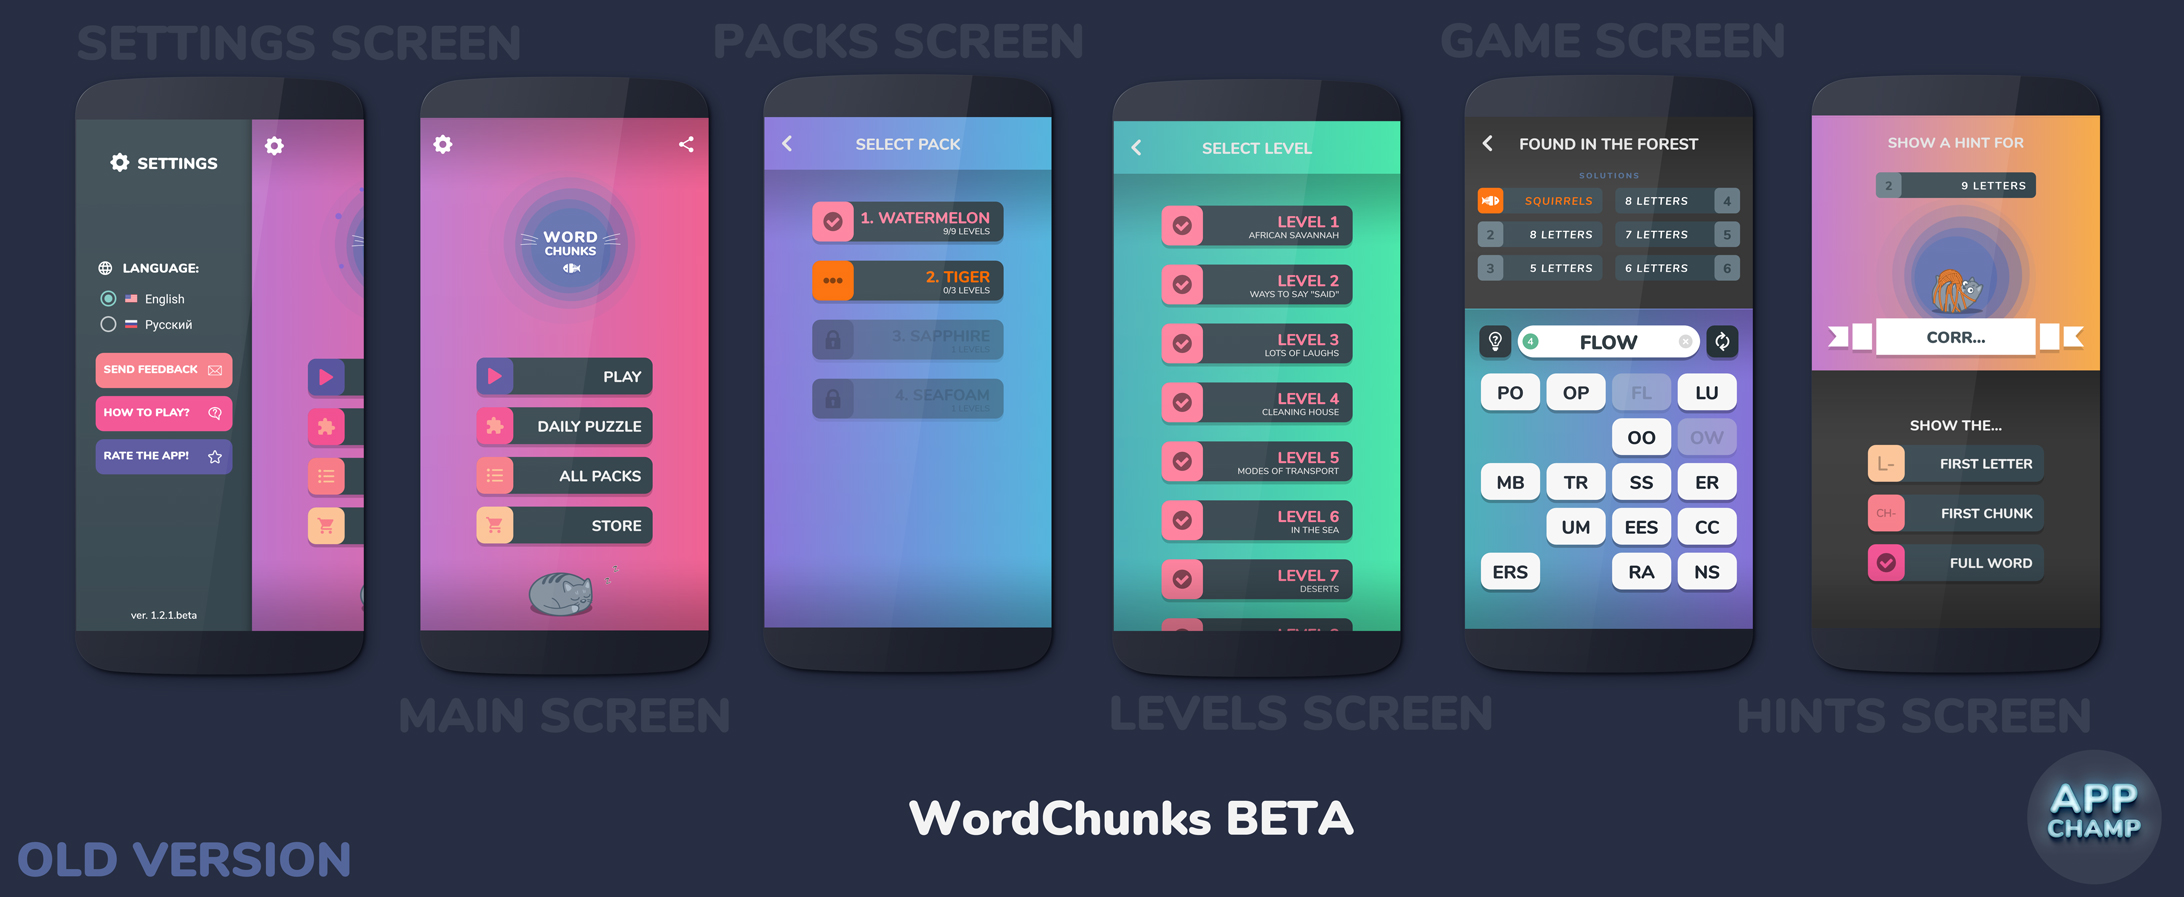 SETTINGS SCREEN
PACKS SCREEN
GAME SCREEN
SETTINGS
LANGUAGE:
English
Русский
SEND FEEDBACK
HOW TO PLAY?
RATE THE APP!
ver. 1.2.1.beta
WORD
CHUNKS
PLAY
DAILY PUZZLE
ALL PACKS
STORE
SELECT PACK
1. WATERMELON
9/9 LEVELS
2. TIGER
0/3 LEVELS
3. SAPPHIRE
1 LEVELS
4. SEAFOAM
1 LEVELS
SELECT LEVEL
LEVEL 1
AFRICAN SAVANNAH
LEVEL 2
WAYS TO SAY "SAID"
LEVEL 3
LOTS OF LAUGHS
LEVEL 4
CLEANING HOUSE
LEVEL 5
MODES OF TRANSPORT
LEVEL 6
IN THE SEA
LEVEL 7
DESERTS
FOUND IN THE FOREST
SOLUTIONS
SQUIRRELS 8 LETTERS 4
2 8 LETTERS 7 LETTERS 5
3 5 LETTERS 6 LETTERS 6
4 FLOW
PO OP FL LU
OO OW
MB TR SS ER
UM EES CC
ERS RA NS
SHOW A HINT FOR
2 9 LETTERS
CORR...
SHOW THE...
L- FIRST LETTER
CH- FIRST CHUNK
FULL WORD
MAIN SCREEN
LEVELS SCREEN
HINTS SCREEN
WordChunks BETA
OLD VERSION
APP
CHAMP